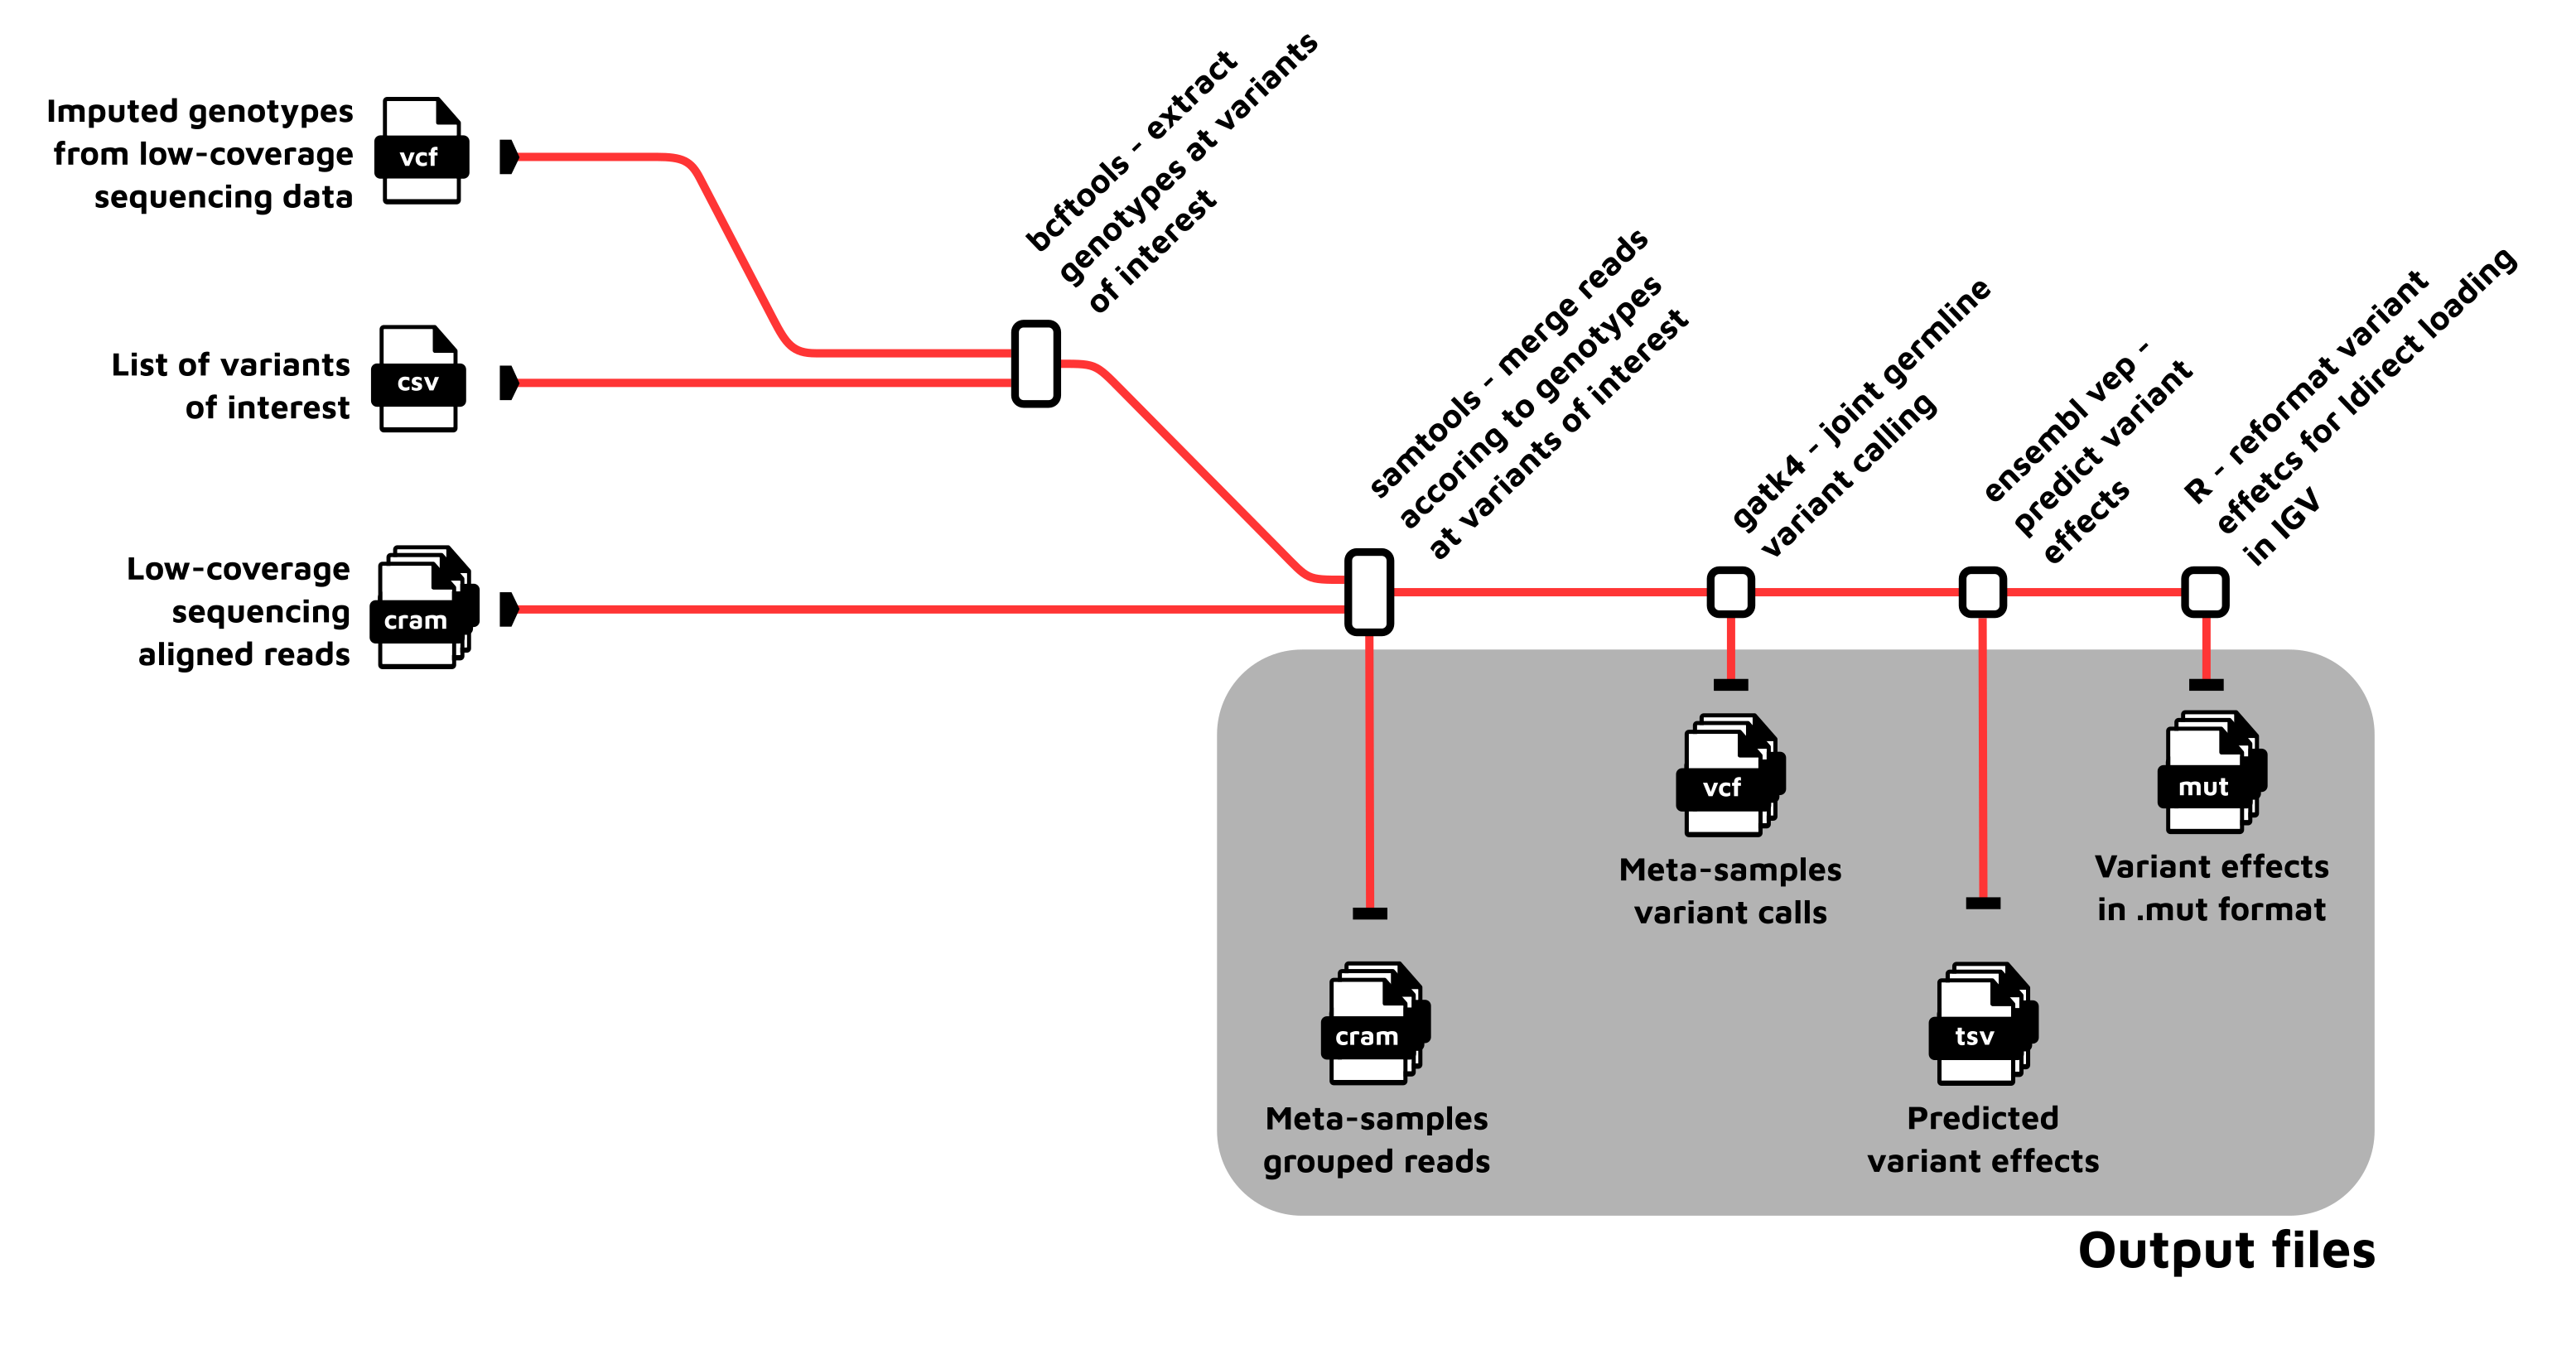 Imputed genotypes
from low-coverage
sequencing data
vcf
List of variants
of interest
csv
Low-coverage
sequencing
aligned reads
cram
bcftools - extract
genotypes at variants
of interest
samtools - merge reads
accoring to genotypes
at variants of interest
gatk4 - joint germline
variant calling
ensembl vep -
predict variant
effects
R - reformat variant
effetcs for ldirect loading
in IGV
vcf
Meta-samples
variant calls
mut
Variant effects
in .mut format
cram
Meta-samples
grouped reads
tsv
Predicted
variant effects
Output files